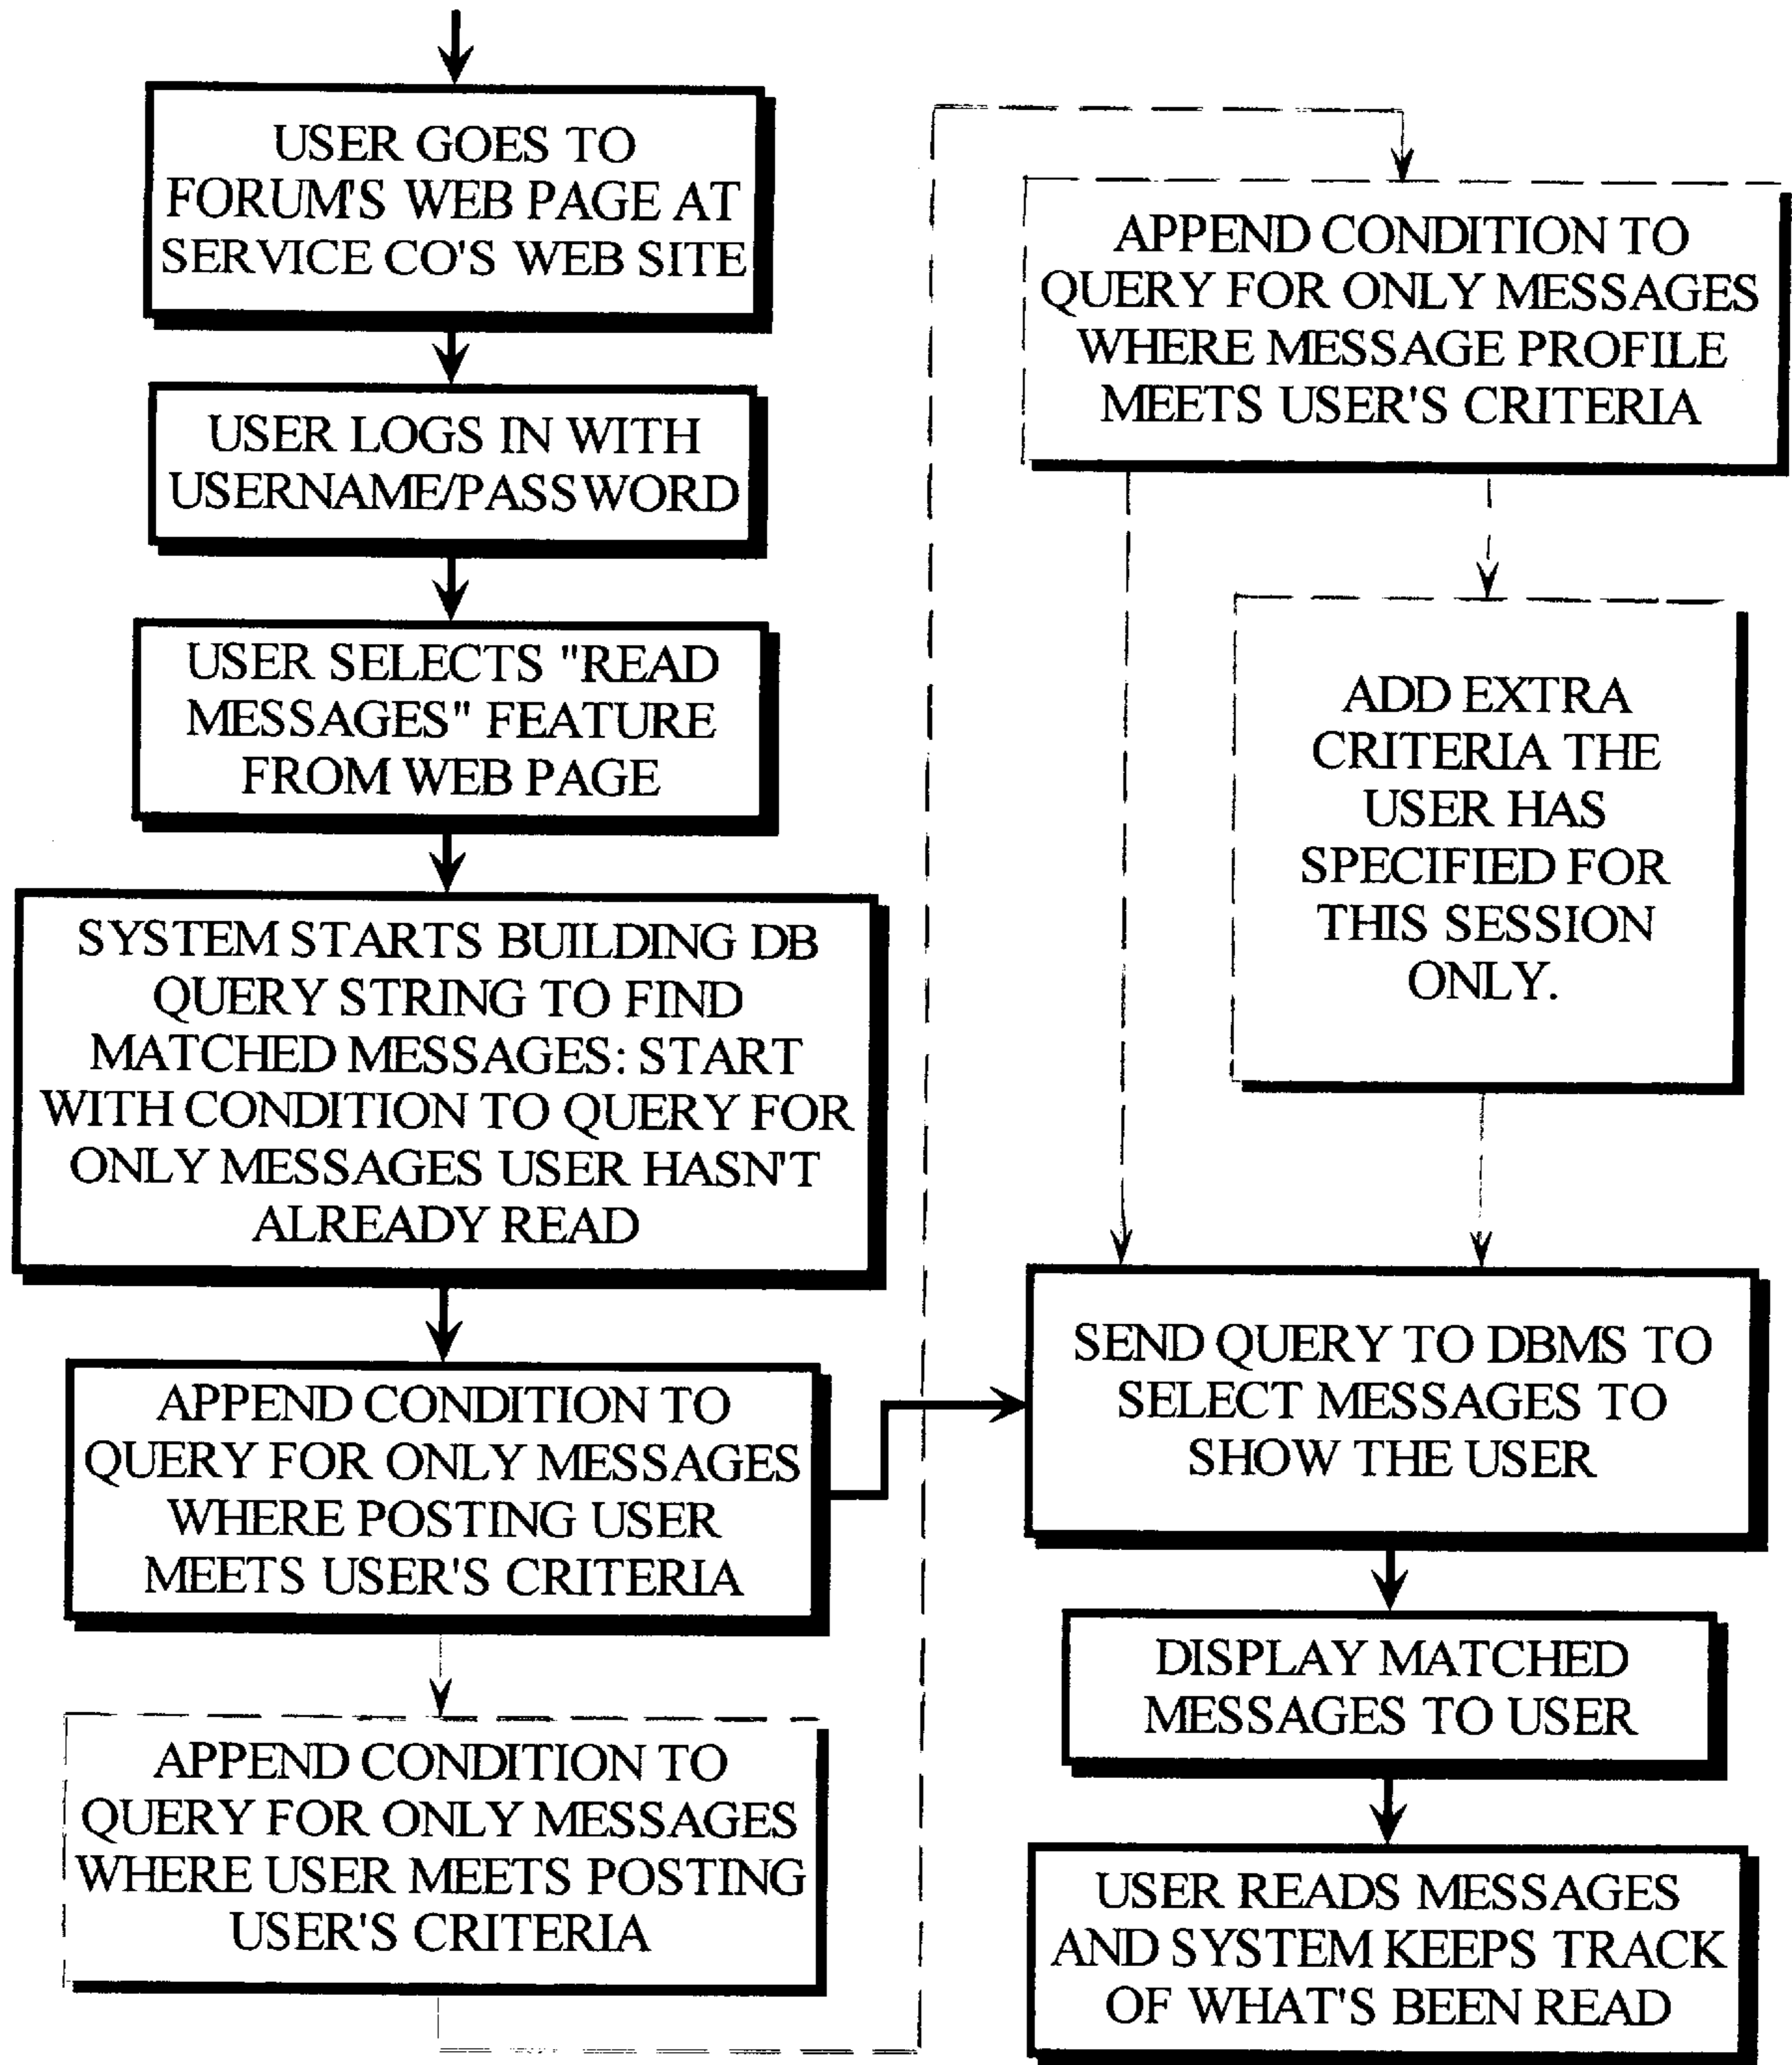 USER GOES TO
FORUM'S WEB PAGE AT
SERVICE CO'S WEB SITE
USER LOGS IN WITH
USERNAME/PASSWORD
USER SELECTS "READ
MESSAGES" FEATURE
FROM WEB PAGE
SYSTEM STARTS BUILDING DB
QUERY STRING TO FIND
MATCHED MESSAGES: START
WITH CONDITION TO QUERY FOR
ONLY MESSAGES USER HASN'T
ALREADY READ
APPEND CONDITION TO
QUERY FOR ONLY MESSAGES
WHERE POSTING USER
MEETS USER'S CRITERIA
APPEND CONDITION TO
QUERY FOR ONLY MESSAGES
WHERE USER MEETS POSTING
USER'S CRITERIA
APPEND CONDITION TO
QUERY FOR ONLY MESSAGES
WHERE MESSAGE PROFILE
MEETS USER'S CRITERIA
ADD EXTRA
CRITERIA THE
USER HAS
SPECIFIED FOR
THIS SESSION
ONLY.
SEND QUERY TO DBMS TO
SELECT MESSAGES TO
SHOW THE USER
DISPLAY MATCHED
MESSAGES TO USER
USER READS MESSAGES
AND SYSTEM KEEPS TRACK
OF WHAT'S BEEN READ